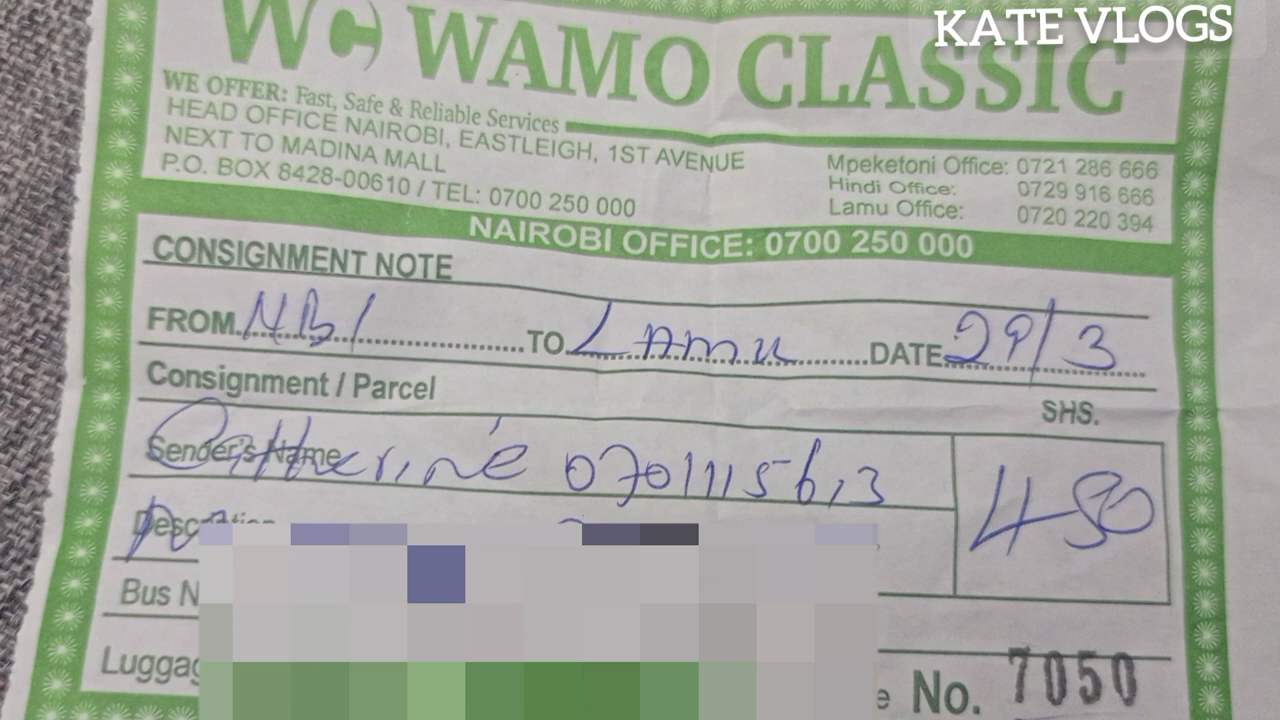 KATE VLOGS
WC WAMO CLASSIC
WE OFFER: Fast, Safe & Reliable Services
HEAD OFFICE NAIROBI, EASTLEIGH, 1ST AVENUE
NEXT TO MADINA MALL
P.O. BOX 8428-00610 / TEL: 0700 250 000
Mpeketoni Office: 0721 286 666
Hindi Office: 0729 916 666
Lamu Office: 0720 220 394
NAIROBI OFFICE: 0700 250 000
CONSIGNMENT NOTE
FROM NBI TO Lamu DATE 29/3
Consignment / Parcel SHS.
Sender's Name Catherine 0701115613 450
Description
Bus N
Luggag
e No. 7050